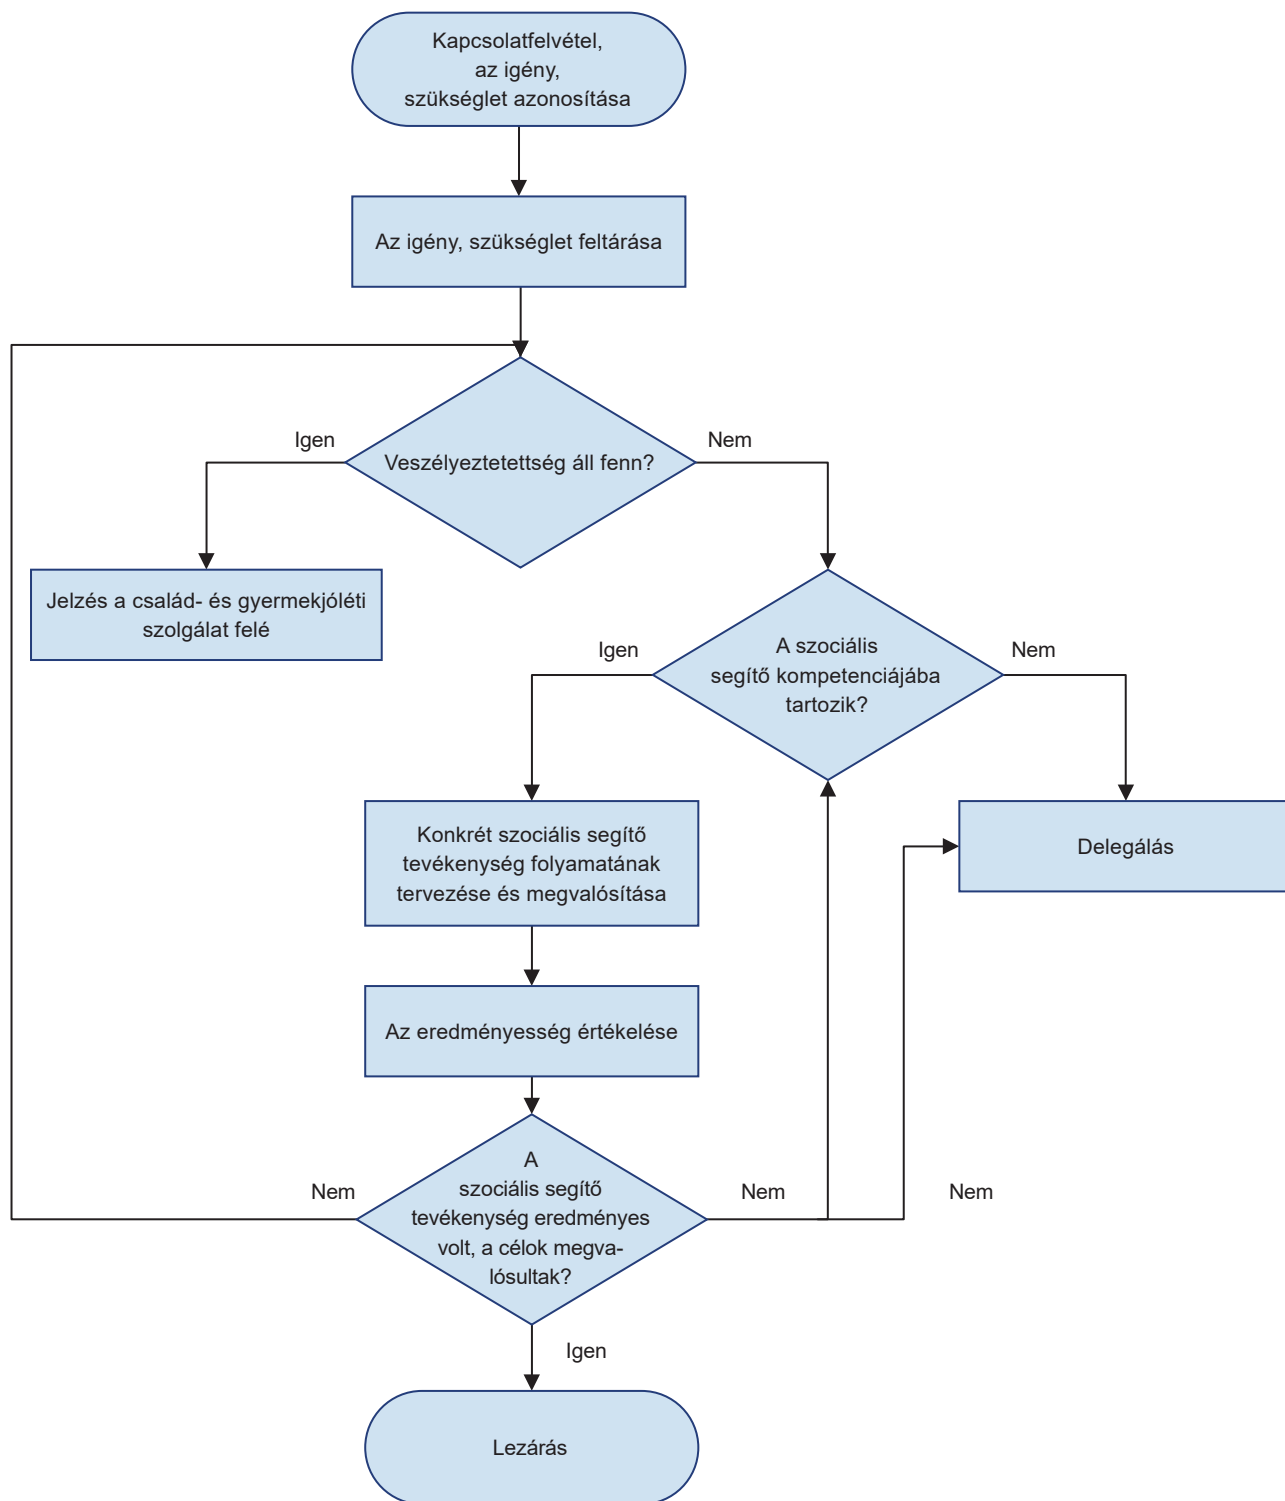 Kapcsolatfelvétel,
az igény,
szükséglet azonosítása
Az igény, szükséglet feltárása
Igen
Nem
Veszélyeztetettség áll fenn?
Jelzés a család- és gyermekjóléti
szolgálat felé
Igen
A szociális
segítő kompetenciájába
tartozik?
Nem
Konkrét szociális segítő
tevékenység folyamatának
tervezése és megvalósítása
Delegálás
Az eredményesség értékelése
Nem
A
szociális segítő
tevékenység eredményes
volt, a célok megva-
lósultak?
Nem
Nem
Igen
Lezárás